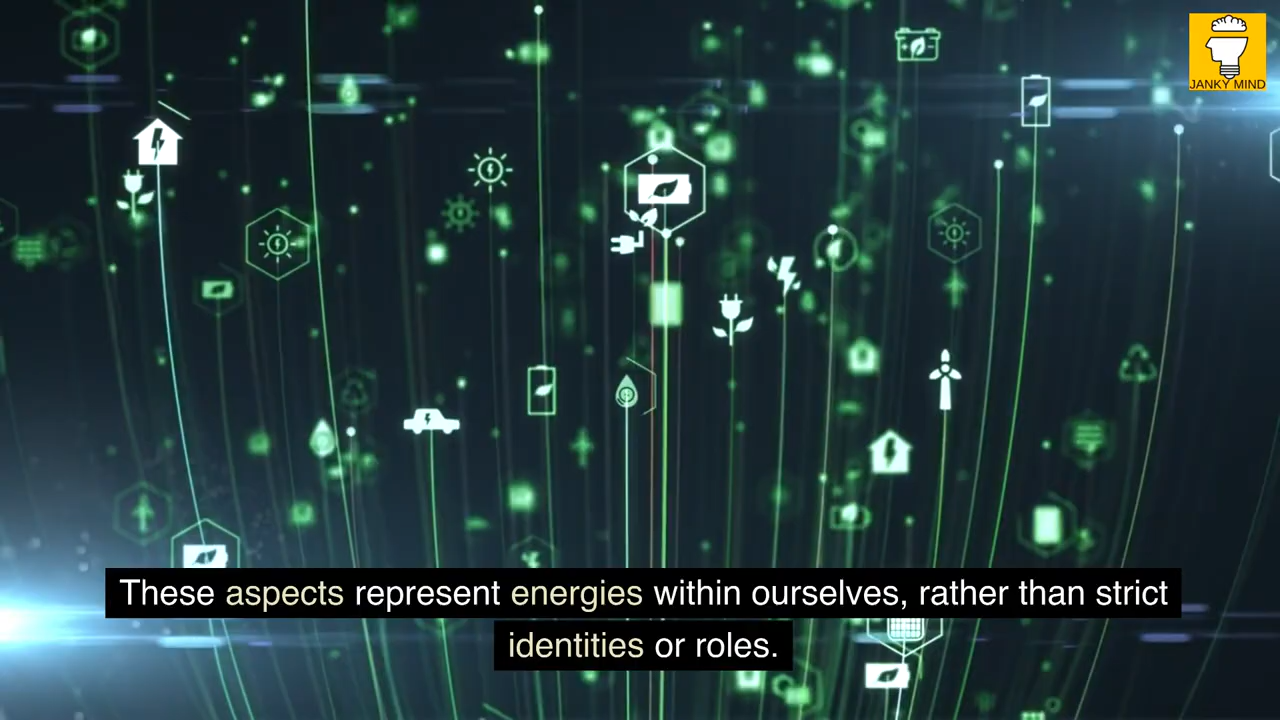 JANKY MIND
These aspects represent energies within ourselves, rather than strict
identities or roles.